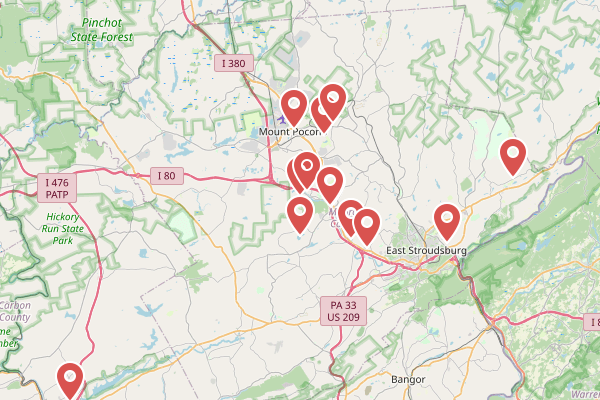 Pinchot
State Forest
I 380
Mount Pocono
I 80
I 476
PATP
Hickory
Run State
Park
East Stroudsburg
Carbon
County
PA 33
US 209
I 8
Bangor
Warren